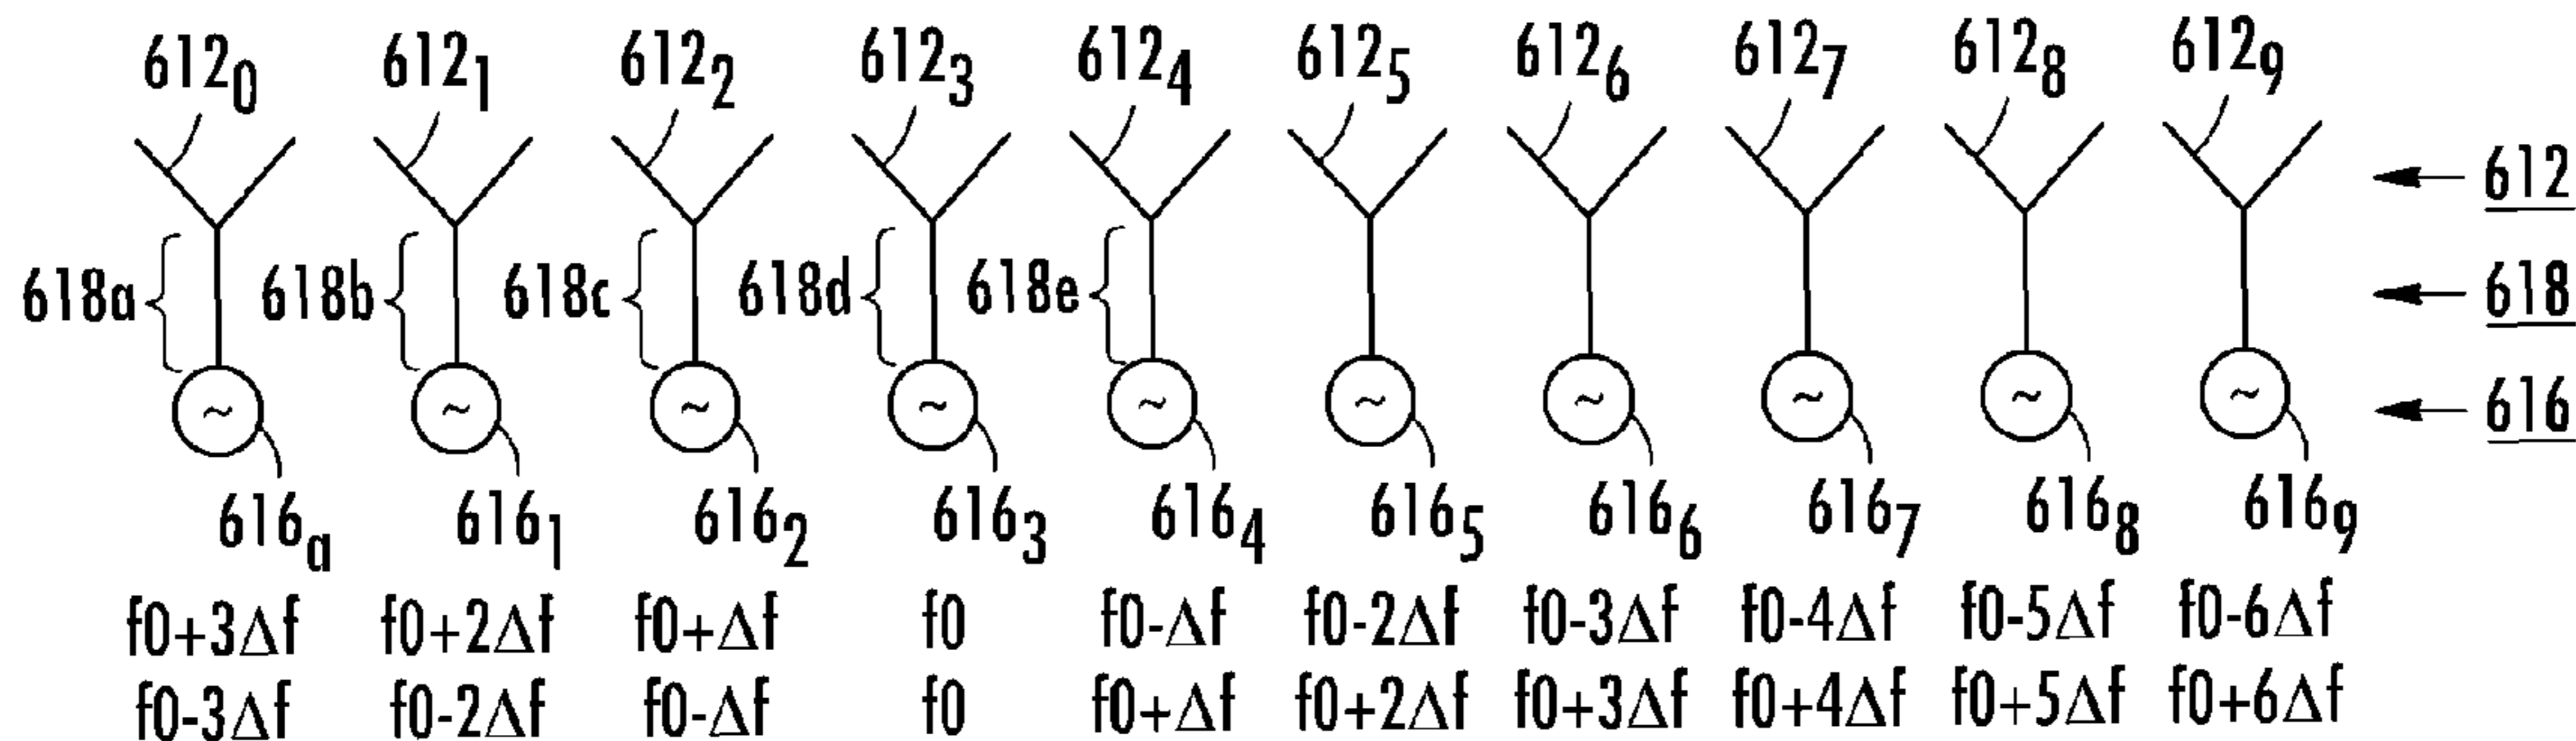 612₀ 612₁ 612₂ 612₃ 612₄ 612₅ 612₆ 612₇ 612₈ 612₉
612
618a 618b 618c 618d 618e 618
~ ~ ~ ~ ~ ~ ~ ~ ~ ~ 616
616ₐ 616₁ 616₂ 616₃ 616₄ 616₅ 616₆ 616₇ 616₈ 616₉
f0+3Δf f0+2Δf f0+Δf f0 f0-Δf f0-2Δf f0-3Δf f0-4Δf f0-5Δf f0-6Δf
f0-3Δf f0-2Δf f0-Δf f0 f0+Δf f0+2Δf f0+3Δf f0+4Δf f0+5Δf f0+6Δf